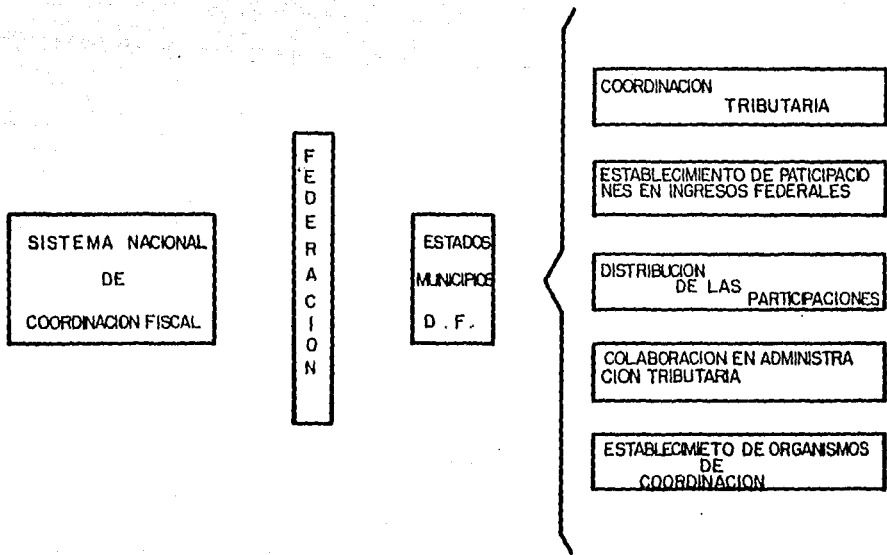 SISTEMA NACIONAL
DE
COORDINACION FISCAL
FEDERACION
ESTADOS
MUNICIPIOS
D.F.
COORDINACION
TRIBUTARIA
ESTABLECIMIENTO DE PATICIPACIO
NES EN INGRESOS FEDERALES
DISTRIBUCION
DE LAS
PARTICIPACIONES
COLABORACION EN ADMINISTRA
CION TRIBUTARIA
ESTABLECIMIETO DE ORGANISMOS
DE
COORDINACION